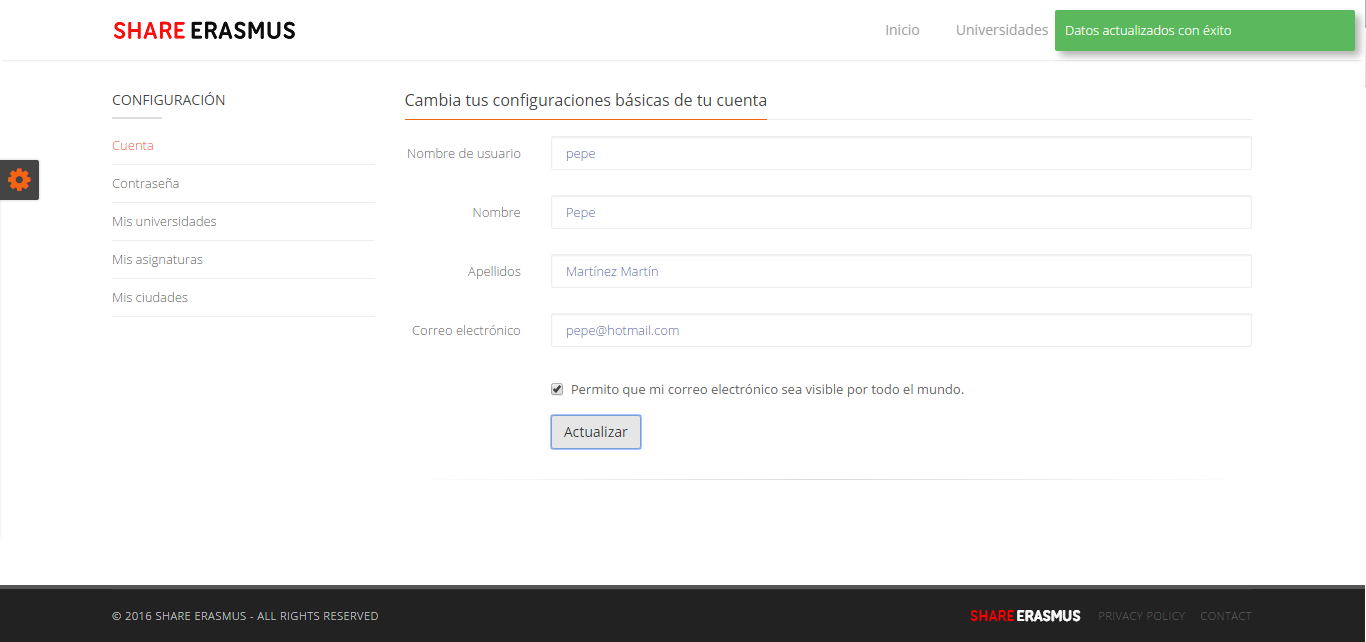 SHARE ERASMUS
Inicio
Universidades
Datos actualizados con éxito
CONFIGURACIÓN
Cuenta
Contraseña
Mis universidades
Mis asignaturas
Mis ciudades
Cambia tus configuraciones básicas de tu cuenta
Nombre de usuario pepe
Nombre Pepe
Apellidos Martínez Martín
Correo electrónico pepe@hotmail.com
Permito que mi correo electrónico sea visible por todo el mundo.
Actualizar
© 2016 SHARE ERASMUS - ALL RIGHTS RESERVED
SHARE ERASMUS PRIVACY POLICY CONTACT